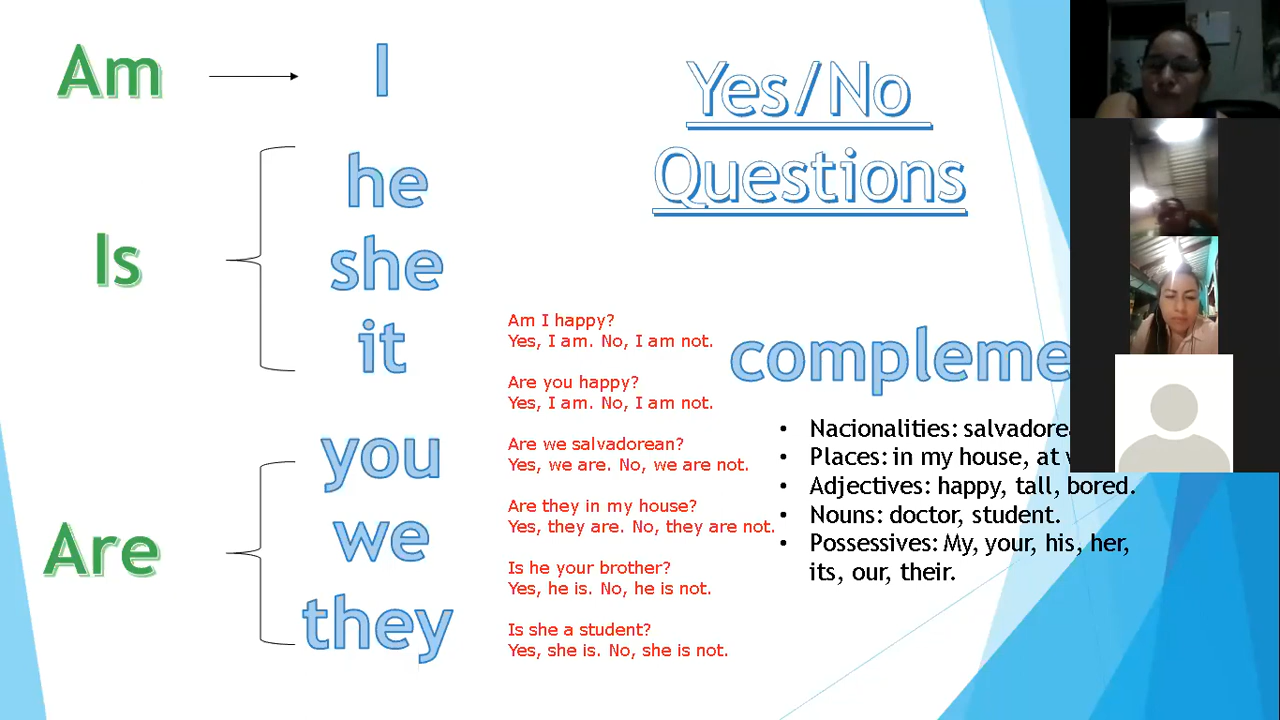 Am
I
Yes/No
Questions
Is
he
she
it
Are
you
we
they
Am I happy?
Yes, I am. No, I am not.
Are you happy?
Yes, I am. No, I am not.
Are we salvadorean?
Yes, we are. No, we are not.
Are they in my house?
Yes, they are. No, they are not.
Is he your brother?
Yes, he is. No, he is not.
Is she a student?
Yes, she is. No, she is not.
compleme
• Nacionalities: salvadore
• Places: in my house, at
• Adjectives: happy, tall, bored.
• Nouns: doctor, student.
• Possessives: My, your, his, her,
its, our, their.